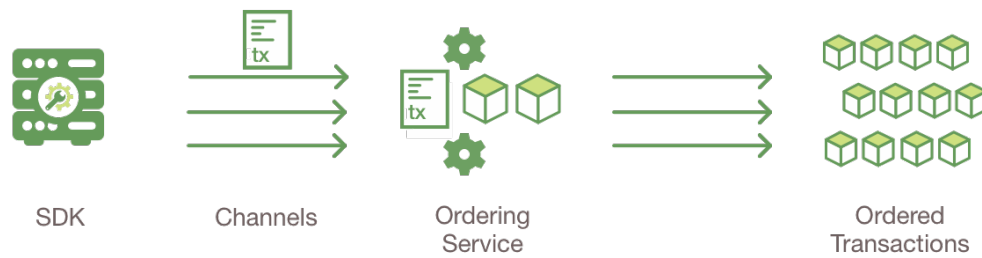 tx
tx
SDK
Channels
Ordering
Service
Ordered
Transactions